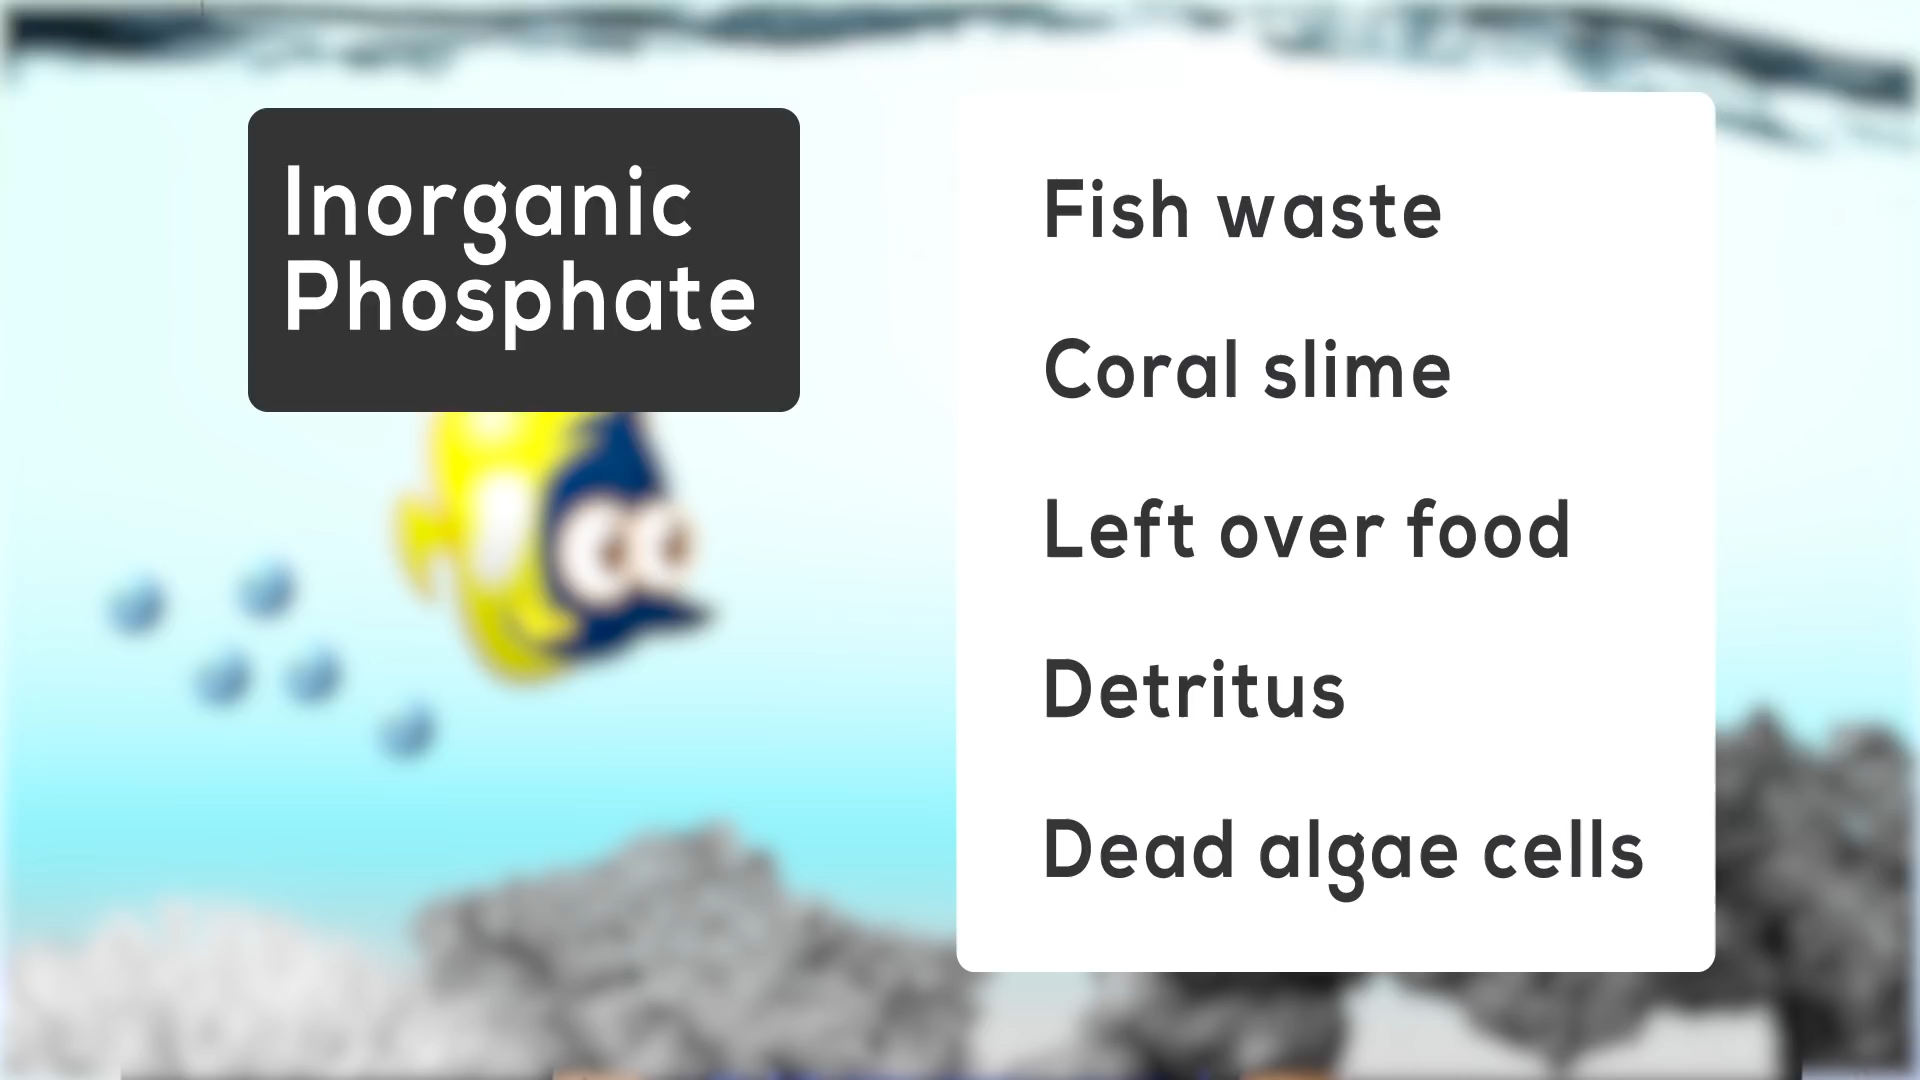 Inorganic
Phosphate
Fish waste
Coral slime
Left over food
Detritus
Dead algae cells